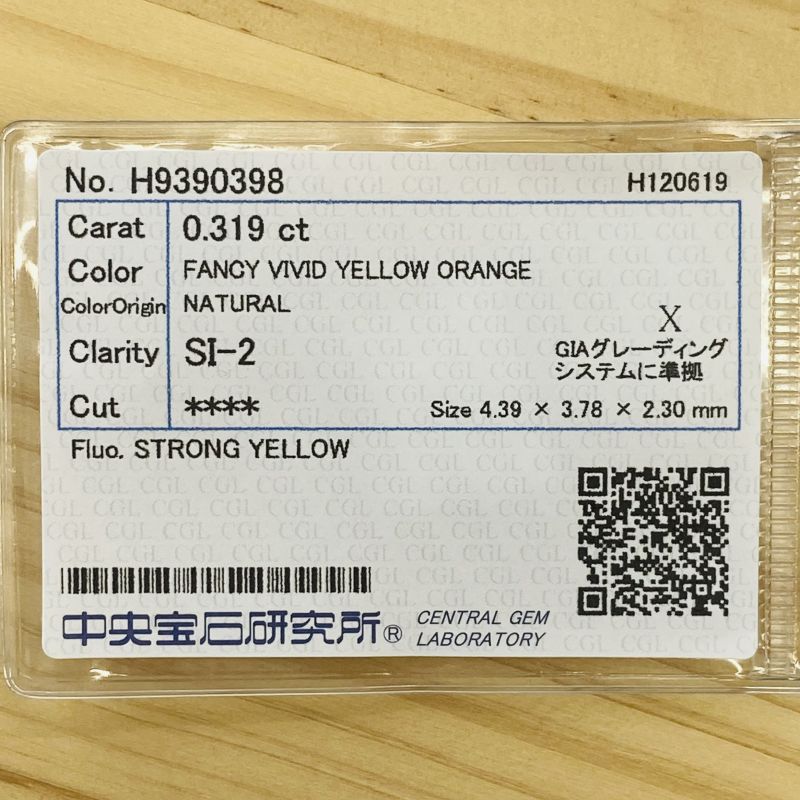 No. H9390398 H120619
Carat 0.319 ct
Color FANCY VIVID YELLOW ORANGE
ColorOrigin NATURAL
X
Clarity SI-2 GIAグレーディング
システムに準拠
Cut **** Size 4.39 × 3.78 × 2.30 mm
Fluo. STRONG YELLOW
中央宝石研究所® CENTRAL GEM
LABORATORY